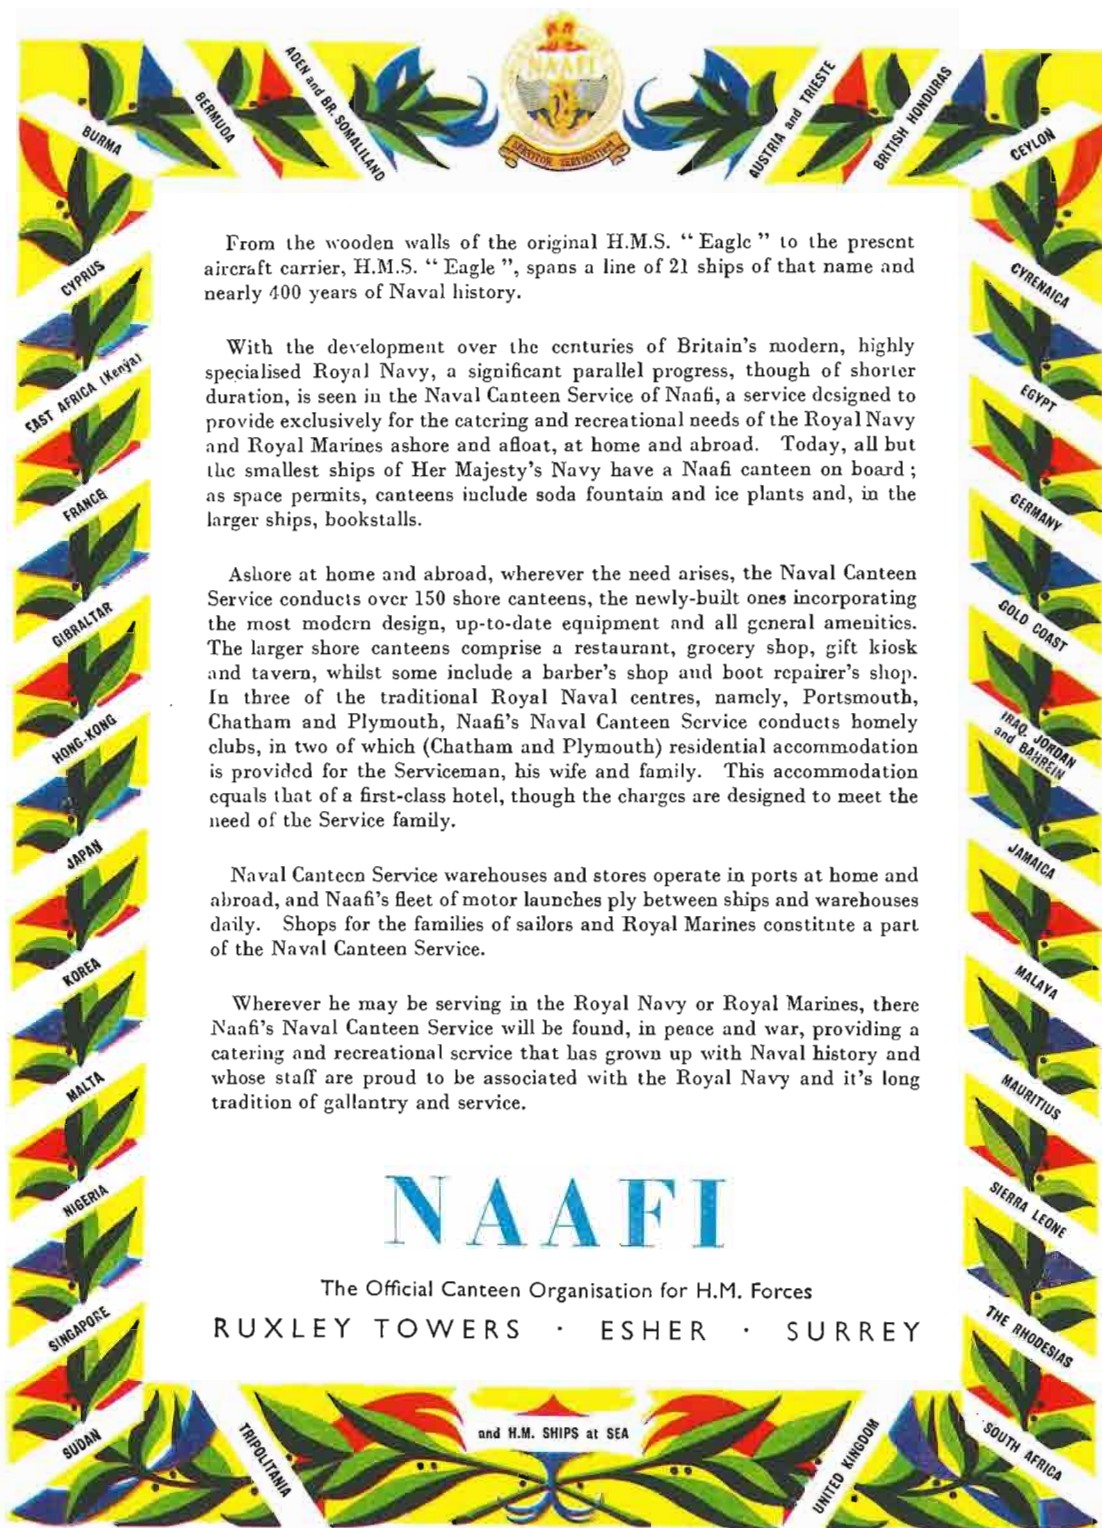 NAAFI
SERVITOR SERVIENTIUM
BURMA
BERMUDA
ADEN and BR. SOMALILAND
AUSTRIA and TRIESTE
BRITISH HONDURAS
CEYLON
CYPRUS
CYRENAICA
EAST AFRICA (Kenya)
EGYPT
FRANCE
GERMANY
GIBRALTAR
GOLD COAST
HONG-KONG
IRAQ, JORDAN
and BAHREIN
JAPAN
JAMAICA
KOREA
MALAYA
MALTA
MAURITIUS
NIGERIA
SIERRA LEONE
SINGAPORE
THE RHODESIAS
SUDAN
TRIPOLITANIA
and H.M. SHIPS at SEA
UNITED KINGDOM
SOUTH AFRICA
From the wooden walls of the original H.M.S. “ Eagle ” to the present
aircraft carrier, H.M.S. “ Eagle ”, spans a line of 21 ships of that name and
nearly 400 years of Naval history.
With the development over the centuries of Britain's modern, highly
specialised Royal Navy, a significant parallel progress, though of shorter
duration, is seen in the Naval Canteen Service of Naafi, a service designed to
provide exclusively for the catering and recreational needs of the Royal Navy
and Royal Marines ashore and afloat, at home and abroad. Today, all but
the smallest ships of Her Majesty's Navy have a Naafi canteen on board ;
as space permits, canteens include soda fountain and ice plants and, in the
larger ships, bookstalls.
Ashore at home and abroad, wherever the need arises, the Naval Canteen
Service conducts over 150 shore canteens, the newly-built ones incorporating
the most modern design, up-to-date equipment and all general amenities.
The larger shore canteens comprise a restaurant, grocery shop, gift kiosk
and tavern, whilst some include a barber's shop and boot repairer's shop.
In three of the traditional Royal Naval centres, namely, Portsmouth,
Chatham and Plymouth, Naafi's Naval Canteen Service conducts homely
clubs, in two of which (Chatham and Plymouth) residential accommodation
is provided for the Serviceman, his wife and family. This accommodation
equals that of a first-class hotel, though the charges are designed to meet the
need of the Service family.
Naval Canteen Service warehouses and stores operate in ports at home and
abroad, and Naafi's fleet of motor launches ply between ships and warehouses
daily. Shops for the families of sailors and Royal Marines constitute a part
of the Naval Canteen Service.
Wherever he may be serving in the Royal Navy or Royal Marines, there
Naafi's Naval Canteen Service will be found, in peace and war, providing a
catering and recreational service that has grown up with Naval history and
whose staff are proud to be associated with the Royal Navy and it's long
tradition of gallantry and service.
NAAFI
The Official Canteen Organisation for H.M. Forces
RUXLEY TOWERS · ESHER · SURREY